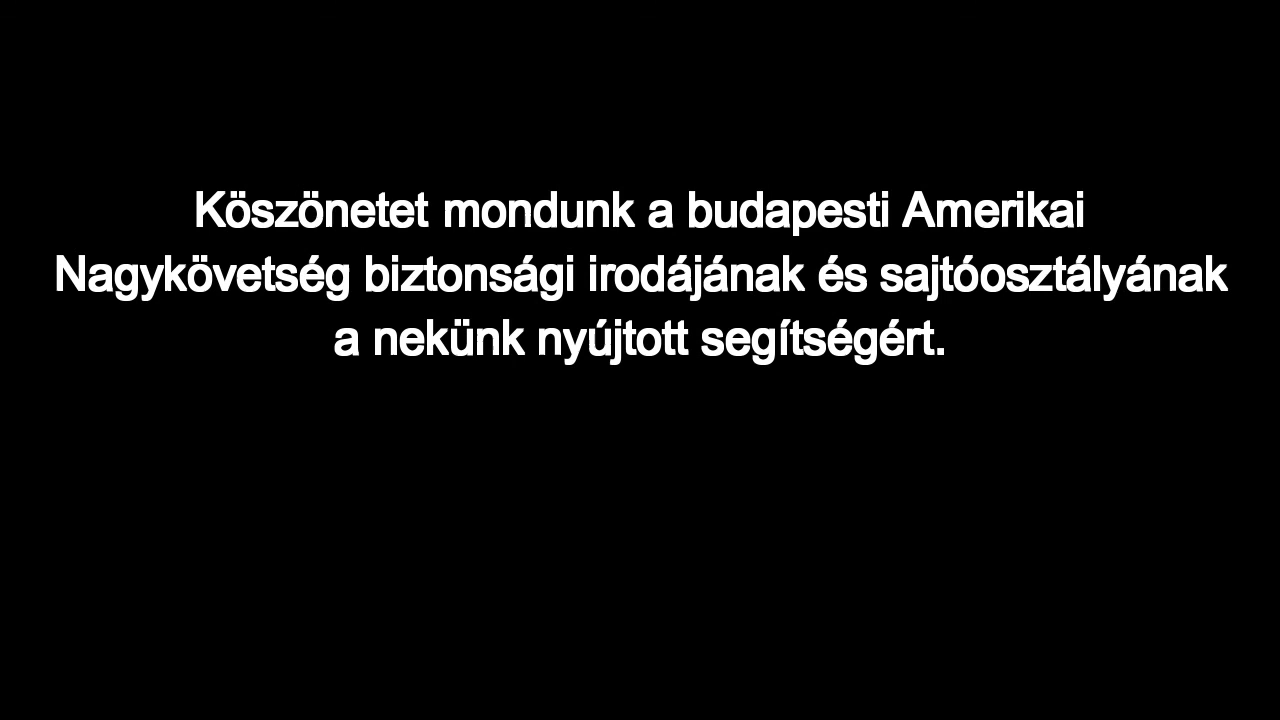 Köszönetet mondunk a budapesti Amerikai
Nagykövetség biztonsági irodájának és sajtóosztályának
a nekünk nyújtott segítségért.